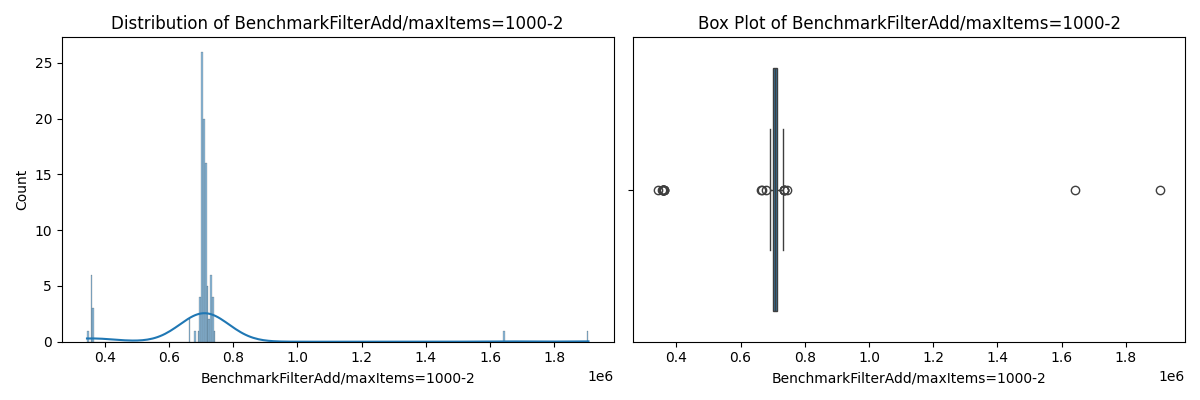 Distribution of BenchmarkFilterAdd/maxItems=1000-2
Count
25
20
15
10
5
0
0.4 0.6 0.8 1.0 1.2 1.4 1.6 1.8
1e6
BenchmarkFilterAdd/maxItems=1000-2
Box Plot of BenchmarkFilterAdd/maxItems=1000-2
0.4 0.6 0.8 1.0 1.2 1.4 1.6 1.8
1e6
BenchmarkFilterAdd/maxItems=1000-2